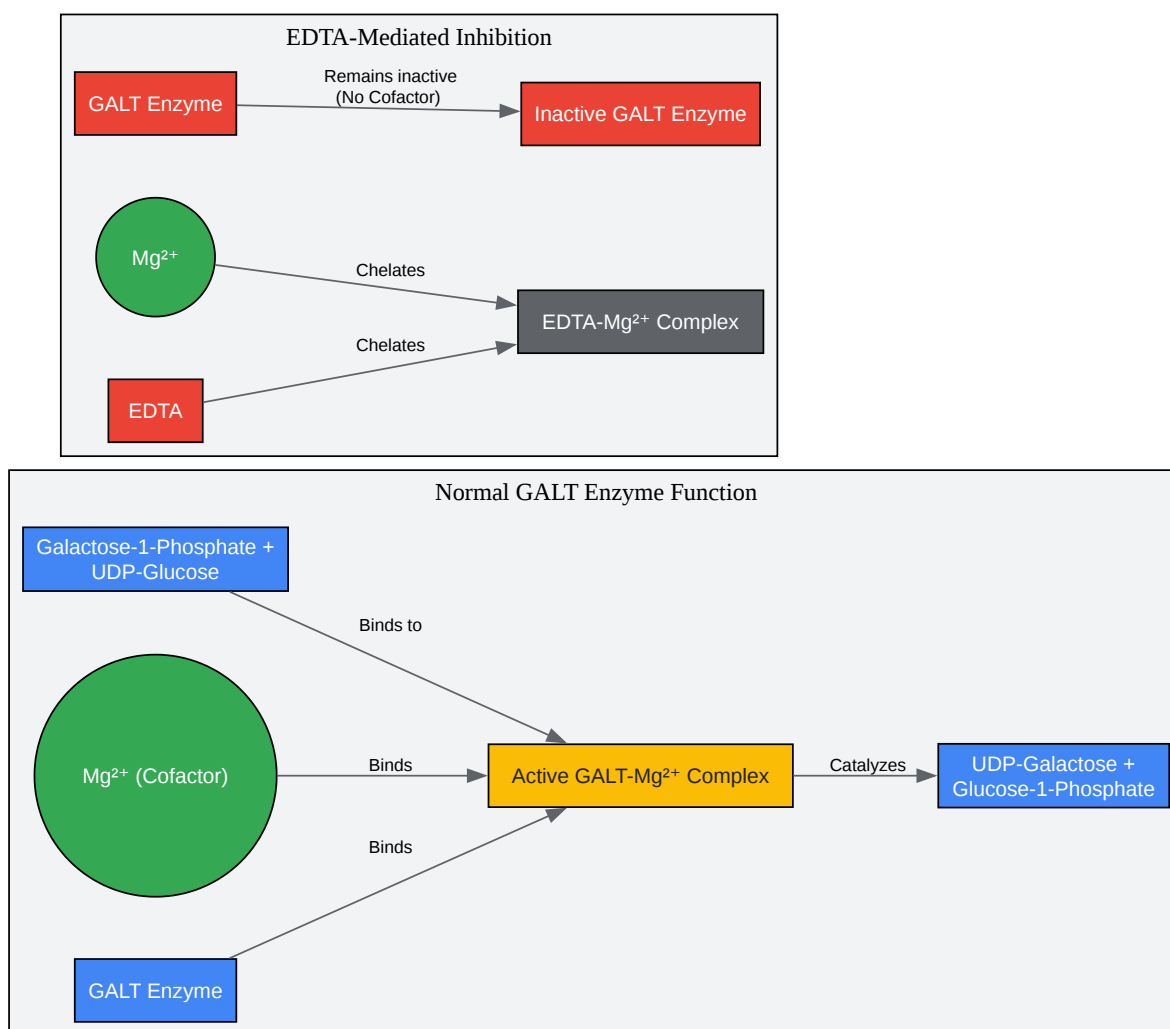 EDTA-Mediated Inhibition
GALT Enzyme
Remains inactive
(No Cofactor)
Inactive GALT Enzyme
Mg²⁺
Chelates
EDTA-Mg²⁺ Complex
Chelates
EDTA
Normal GALT Enzyme Function
Galactose-1-Phosphate +
UDP-Glucose
Binds to
Mg²⁺ (Cofactor)
Binds
Active GALT-Mg²⁺ Complex
Catalyzes
UDP-Galactose +
Glucose-1-Phosphate
Binds
GALT Enzyme